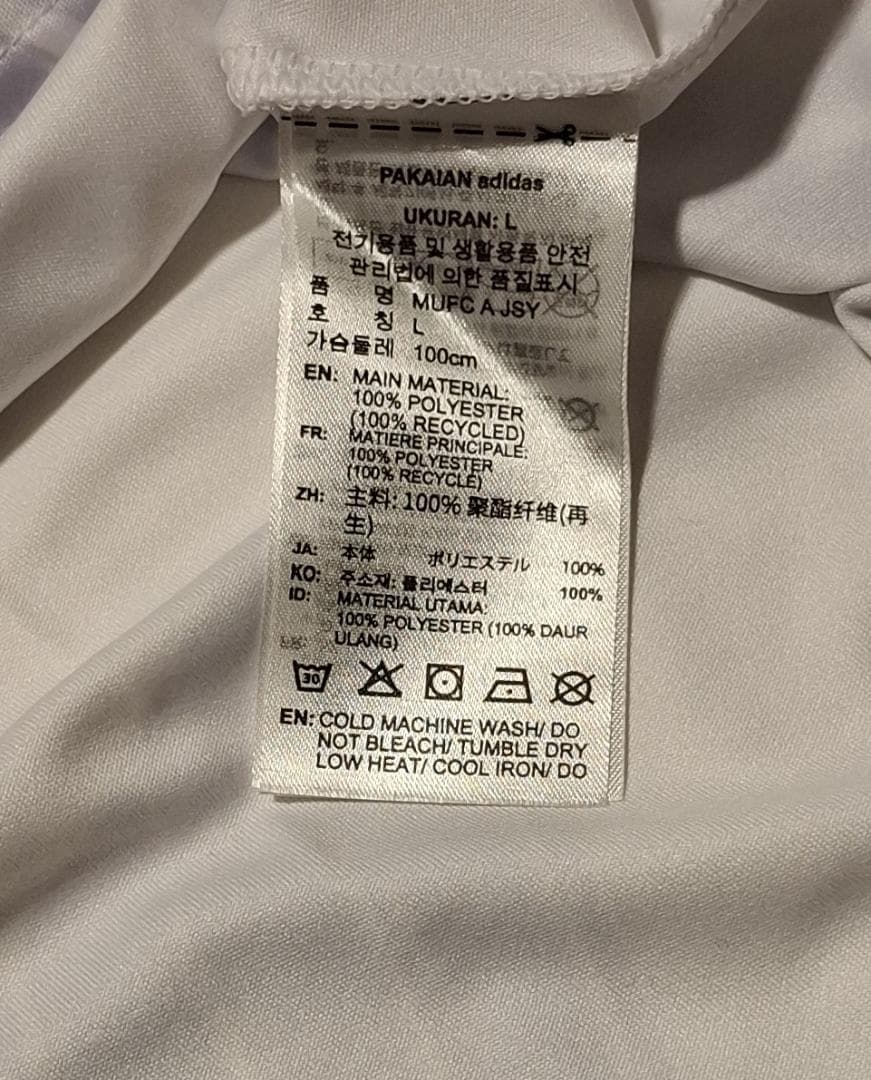 PAKAIAN adidas
UKURAN: L
전기용품 및 생활용품 안전
관리법에 의한 품질표시
품 명 MUFC A JSY
호 칭 L
가슴둘레 100cm
EN: MAIN MATERIAL:
100% POLYESTER
(100% RECYCLED)
FR: MATIERE PRINCIPALE:
100% POLYESTER
(100% RECYCLÉ)
ZH: 主料: 100% 聚酯纤维(再
生)
JA: 本体 ポリエステル 100%
KO: 주소재: 폴리에스터 100%
ID: MATERIAL UTAMA:
100% POLYESTER (100% DAUR
ULANG)
30
EN: COLD MACHINE WASH/ DO
NOT BLEACH/ TUMBLE DRY
LOW HEAT/ COOL IRON/ DO